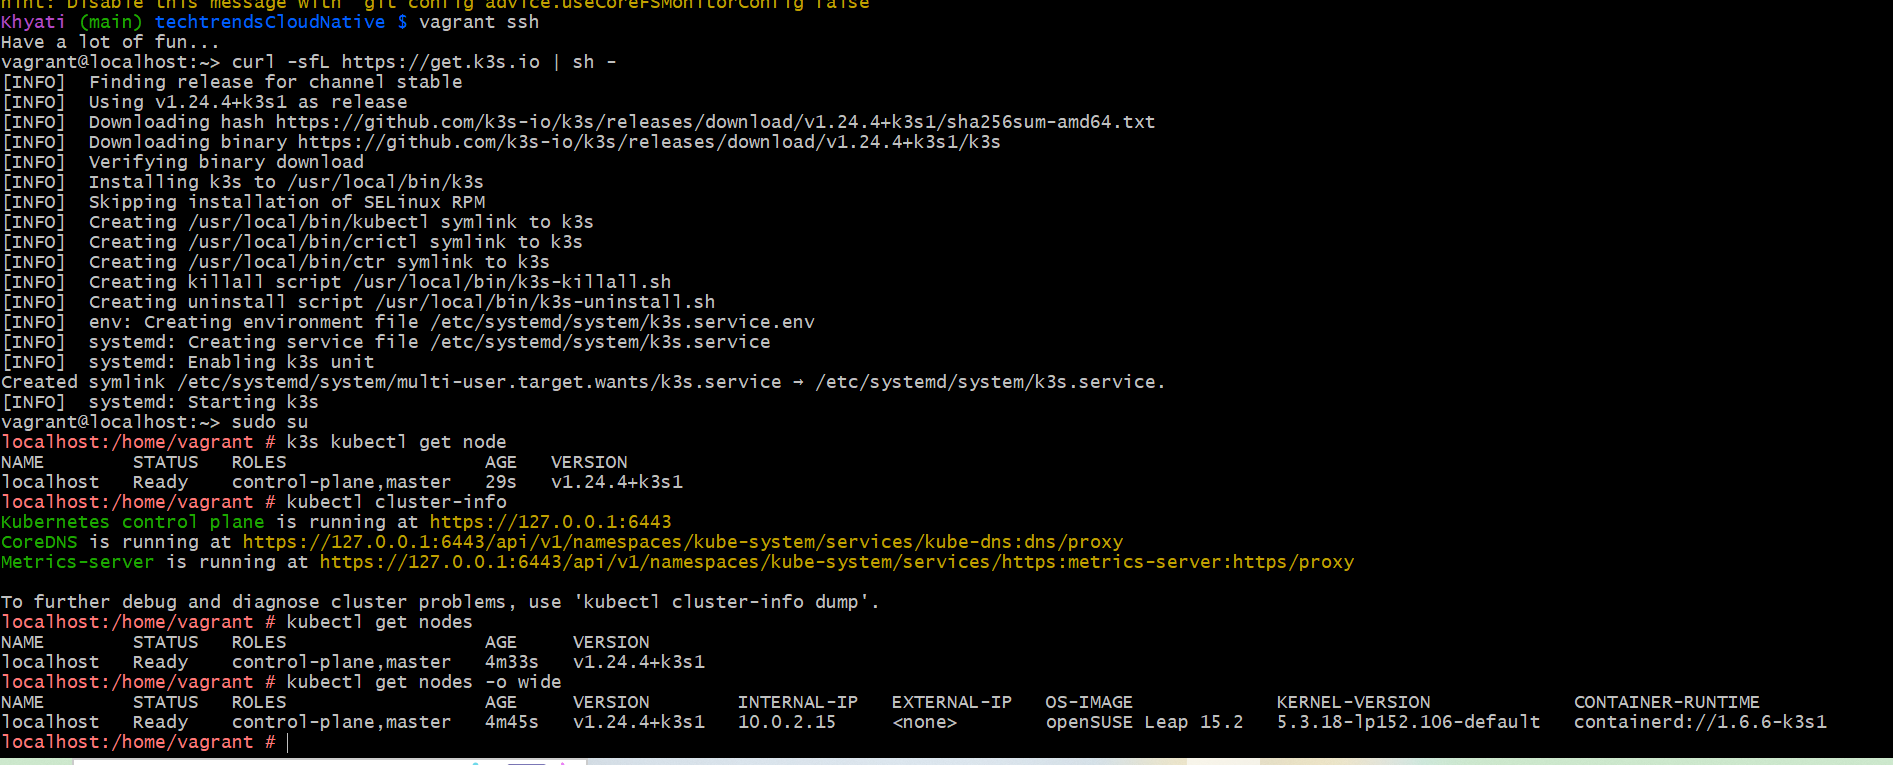 hint: Disable this message with "git config advice.useCoreFSMonitorConfig false"
Khyati (main) techtrendsCloudNative $ vagrant ssh
Have a lot of fun...
vagrant@localhost:~> curl -sfL https://get.k3s.io | sh -
[INFO]  Finding release for channel stable
[INFO]  Using v1.24.4+k3s1 as release
[INFO]  Downloading hash https://github.com/k3s-io/k3s/releases/download/v1.24.4+k3s1/sha256sum-amd64.txt
[INFO]  Downloading binary https://github.com/k3s-io/k3s/releases/download/v1.24.4+k3s1/k3s
[INFO]  Verifying binary download
[INFO]  Installing k3s to /usr/local/bin/k3s
[INFO]  Skipping installation of SELinux RPM
[INFO]  Creating /usr/local/bin/kubectl symlink to k3s
[INFO]  Creating /usr/local/bin/crictl symlink to k3s
[INFO]  Creating /usr/local/bin/ctr symlink to k3s
[INFO]  Creating killall script /usr/local/bin/k3s-killall.sh
[INFO]  Creating uninstall script /usr/local/bin/k3s-uninstall.sh
[INFO]  env: Creating environment file /etc/systemd/system/k3s.service.env
[INFO]  systemd: Creating service file /etc/systemd/system/k3s.service
[INFO]  systemd: Enabling k3s unit
Created symlink /etc/systemd/system/multi-user.target.wants/k3s.service → /etc/systemd/system/k3s.service.
[INFO]  systemd: Starting k3s
vagrant@localhost:~> sudo su
localhost:/home/vagrant # k3s kubectl get node
NAME        STATUS   ROLES                  AGE   VERSION
localhost   Ready    control-plane,master   29s   v1.24.4+k3s1
localhost:/home/vagrant # kubectl cluster-info
Kubernetes control plane is running at https://127.0.0.1:6443
CoreDNS is running at https://127.0.0.1:6443/api/v1/namespaces/kube-system/services/kube-dns:dns/proxy
Metrics-server is running at https://127.0.0.1:6443/api/v1/namespaces/kube-system/services/https:metrics-server:https/proxy

To further debug and diagnose cluster problems, use 'kubectl cluster-info dump'.
localhost:/home/vagrant # kubectl get nodes
NAME        STATUS   ROLES                  AGE     VERSION
localhost   Ready    control-plane,master   4m33s   v1.24.4+k3s1
localhost:/home/vagrant # kubectl get nodes -o wide
NAME        STATUS   ROLES                  AGE     VERSION        INTERNAL-IP   EXTERNAL-IP   OS-IMAGE             KERNEL-VERSION             CONTAINER-RUNTIME
localhost   Ready    control-plane,master   4m45s   v1.24.4+k3s1   10.0.2.15     <none>        openSUSE Leap 15.2   5.3.18-lp152.106-default   containerd://1.6.6-k3s1
localhost:/home/vagrant #